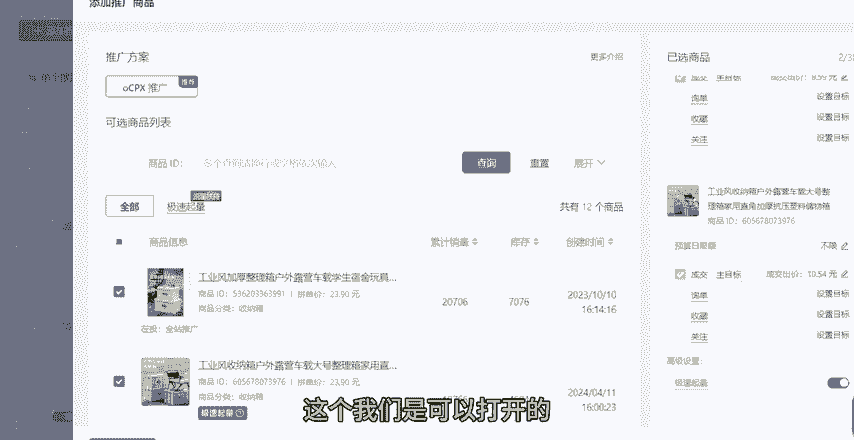 添加推广商品
推广方案
更多介绍
oCPX 推广
推荐
可选商品列表
商品 ID:
查询
重置
展开
全部
极速起量
共有 12 个商品
商品信息
累计销量
库存
创建时间
工业风加厚整理箱户外露营车载学生宿舍玩具...
商品 ID: 536203363991 | 拼单价: 23.90 元
商品分类: 收纳箱
20706
7076
2023/10/10
16:14:16
在投: 全站推广
工业风收纳箱户外露营车载大号整理箱家用直...
商品 ID: 605678073976 | 拼单价: 23.90 元
商品分类: 收纳箱
极速起量
2024/04/11
16:00:23
已选商品
成交 主目标
询单
设置目标
收藏
设置目标
关注
设置目标
工业风收纳箱户外露营车载大号整
理箱家用直角加厚抗压塑料储物箱
商品 ID: 605678073976
预算日限额
不限
成交 主目标
成交出价: 10.54 元
询单
设置目标
收藏
设置目标
关注
设置目标
高级设置:
极速起量
这个我们是可以打开的